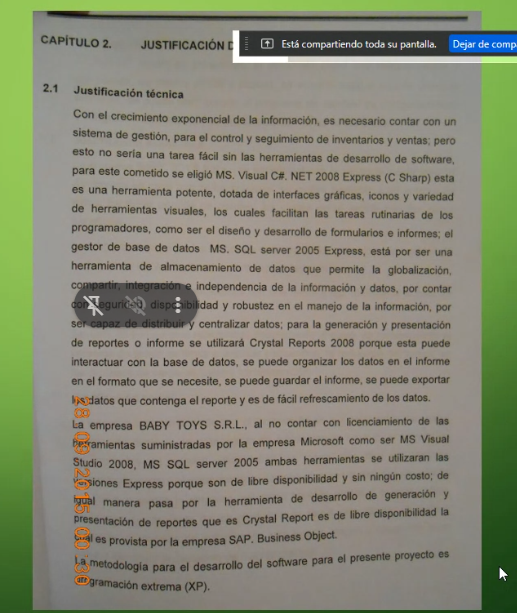 CAPÍTULO 2. JUSTIFICACIÓN D
Está compartiendo toda su pantalla.
Dejar de comp
2.1 Justificación técnica
Con el crecimiento exponencial de la información, es necesario contar con un
sistema de gestión, para el control y seguimiento de inventarios y ventas; pero
esto no sería una tarea fácil sin las herramientas de desarrollo de software,
para este cometido se eligió MS. Visual C#. NET 2008 Express (C Sharp) esta
es una herramienta potente, dotada de interfaces gráficas, iconos y variedad
de herramientas visuales, los cuales facilitan las tareas rutinarias de los
programadores, como ser el diseño y desarrollo de formularios e informes; el
gestor de base de datos MS. SQL server 2005 Express, está por ser una
herramienta de almacenamiento de datos que permite la globalización,
compartir, integración e independencia de la información y datos, por contar
con seguridad, disponibilidad y robustez en el manejo de la información, por
ser capaz de distribuir y centralizar datos; para la generación y presentación
de reportes o informe se utilizará Crystal Reports 2008 porque esta puede
interactuar con la base de datos, se puede organizar los datos en el informe
en el formato que se necesite, se puede guardar el informe, se puede exportar
datos que contenga el reporte y es de fácil refrescamiento de los datos.
La empresa BABY TOYS S.R.L., al no contar con licenciamiento de las
herramientas suministradas por la empresa Microsoft como ser MS Visual
Studio 2008, MS SQL server 2005 ambas herramientas se utilizaran las
versiones Express porque son de libre disponibilidad y sin ningún costo; de
igual manera pasa por la herramienta de desarrollo de generación y
presentación de reportes que es Crystal Report es de libre disponibilidad la
cual es provista por la empresa SAP. Business Object.
La metodología para el desarrollo del software para el presente proyecto es
programación extrema (XP).